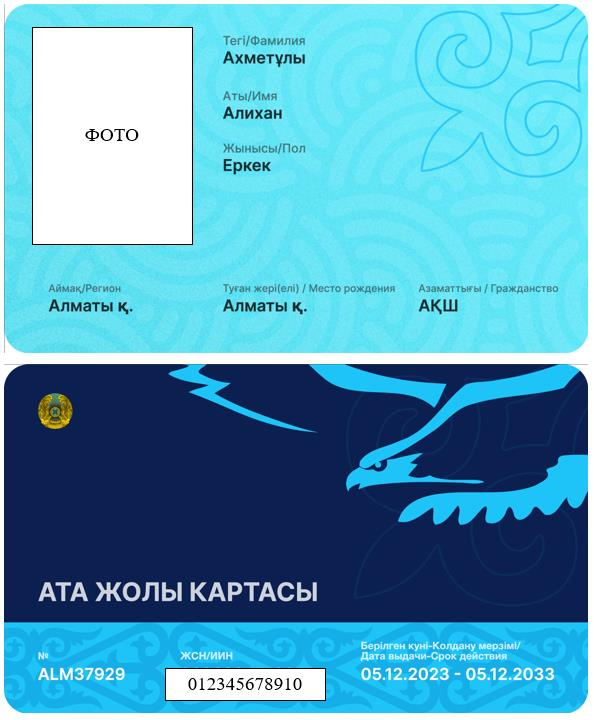 ФОТО
Тегі/Фамилия
Ахметұлы
Аты/Имя
Алихан
Жынысы/Пол
Еркек
Аймақ/Регион
Алматы қ.
Туған жері(елі) / Место рождения
Алматы қ.
Азаматтығы / Гражданство
АҚШ
АТА ЖОЛЫ КАРТАСЫ
№
ALM37929
ЖСН/ИИН
012345678910
Берілген күні-Колдану мерзімі/
Дата выдачи-Срок действия
05.12.2023 - 05.12.2033